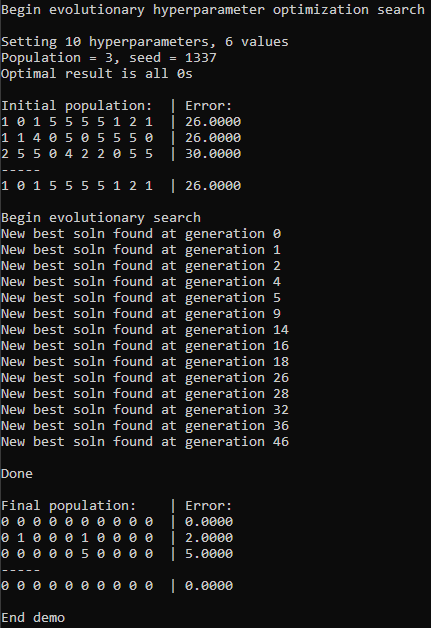 Begin evolutionary hyperparameter optimization search
Setting 10 hyperparameters, 6 values
Population = 3, seed = 1337
Optimal result is all 0s
Initial population:  | Error:
1 0 1 5 5 5 5 1 2 1  | 26.0000
1 1 4 0 5 0 5 5 5 0  | 26.0000
2 5 5 0 4 2 2 0 5 5  | 30.0000
-----
1 0 1 5 5 5 5 1 2 1  | 26.0000
Begin evolutionary search
New best soln found at generation 0
New best soln found at generation 1
New best soln found at generation 2
New best soln found at generation 4
New best soln found at generation 5
New best soln found at generation 9
New best soln found at generation 14
New best soln found at generation 16
New best soln found at generation 18
New best soln found at generation 26
New best soln found at generation 28
New best soln found at generation 32
New best soln found at generation 36
New best soln found at generation 46
Done
Final population:    | Error:
0 0 0 0 0 0 0 0 0 0  | 0.0000
0 1 0 0 0 1 0 0 0 0  | 2.0000
0 0 0 0 0 5 0 0 0 0  | 5.0000
-----
0 0 0 0 0 0 0 0 0 0  | 0.0000
End demo